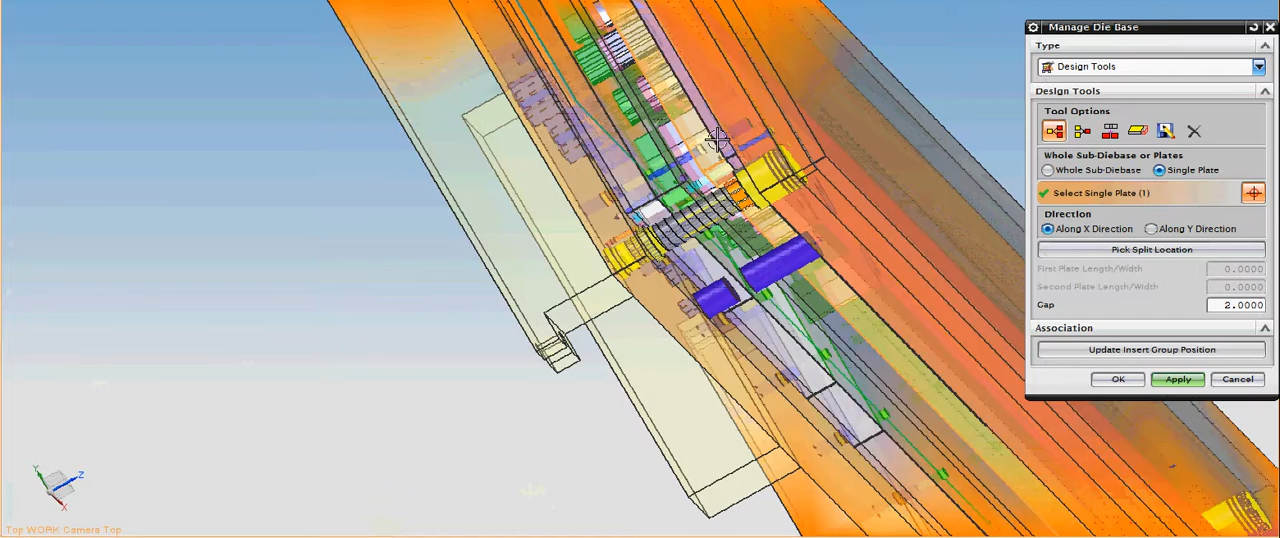 Manage Die Base
Type
Design Tools
Design Tools
Tool Options
Whole Sub-Diebase or Plates
Whole Sub-Diebase Single Plate
Select Single Plate (1)
Direction
Along X Direction Along Y Direction
Pick Split Location
First Plate Length/Width 0.0000
Second Plate Length/Width 0.0000
Gap 2.0000
Association
Update Insert Group Position
OK Apply Cancel
Y
Z
X
Top WORK Camera Top